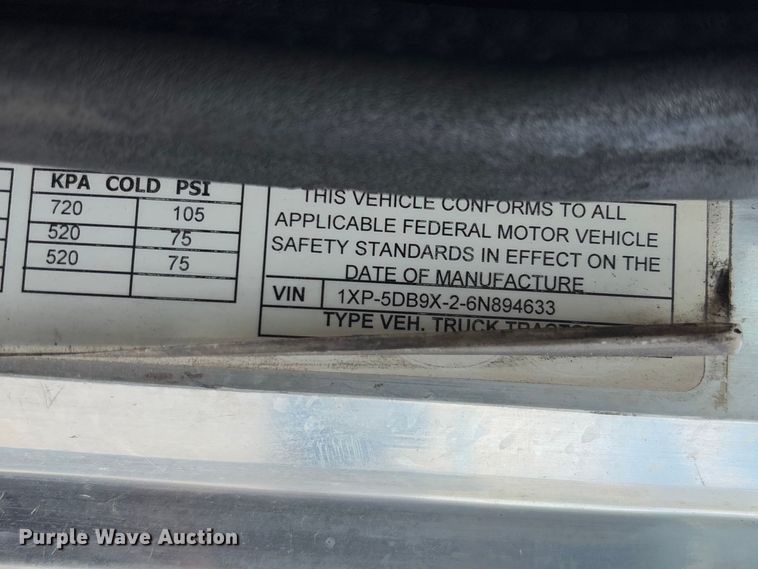 KPA COLD PSI
720 105
520 75
520 75
THIS VEHICLE CONFORMS TO ALL
APPLICABLE FEDERAL MOTOR VEHICLE
SAFETY STANDARDS IN EFFECT ON THE
DATE OF MANUFACTURE
VIN 1XP-5DB9X-2-6N894633
TYPE VEH. TRUCK TRACTOR
Purple Wave Auction